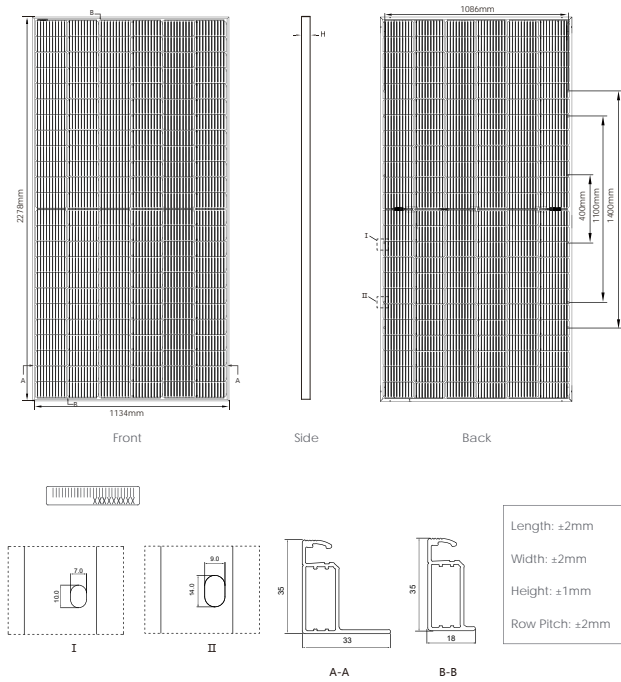 B
H
1086mm
2278mm
400mm
1100mm
1400mm
I
II
A
A
B
1134mm
Front
Side
Back
7.0
10.0
I
9.0
14.0
II
35
33
A-A
35
18
B-B
Length: ±2mm
Width: ±2mm
Height: ±1mm
Row Pitch: ±2mm